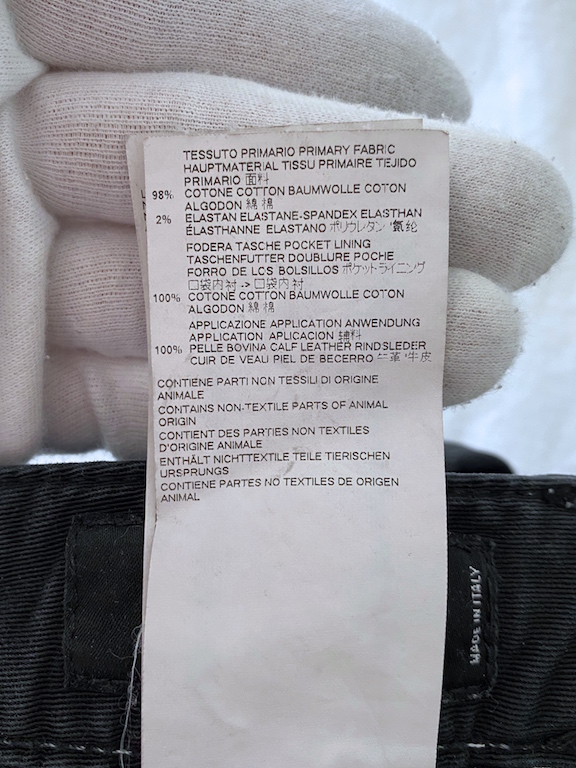 TESSUTO PRIMARIO PRIMARY FABRIC
HAUPTMATERIAL TISSU PRIMAIRE TEJIDO
PRIMARIO 面料
98% COTONE COTTON BAUMWOLLE COTON
ALGODON 綿 棉
2% ELASTAN ELASTANE-SPANDEX ELASTHAN
ÉLASTHANNE ELASTANO ポリウレタン 氨纶
FODERA TASCHE POCKET LINING
TASCHENFUTTER DOUBLURE POCHE
FORRO DE LOS BOLSILLOS ポケットライニング
口袋内衬 -> 口袋内衬
100% COTONE COTTON BAUMWOLLE COTON
ALGODON 綿 棉
APPLICAZIONE APPLICATION ANWENDUNG
APPLICATION APLICACION 辅料
100% PELLE BOVINA CALF LEATHER RINDSLEDER
CUIR DE VEAU PIEL DE BECERRO 牛革 牛皮
CONTIENE PARTI NON TESSILI DI ORIGINE
ANIMALE
CONTAINS NON-TEXTILE PARTS OF ANIMAL
ORIGIN
CONTIENT DES PARTIES NON TEXTILES
D'ORIGINE ANIMALE
ENTHÄLT NICHTTEXTILE TEILE TIERISCHEN
URSPRUNGS
CONTIENE PARTES NO TEXTILES DE ORIGEN
ANIMAL
MADE IN ITALY